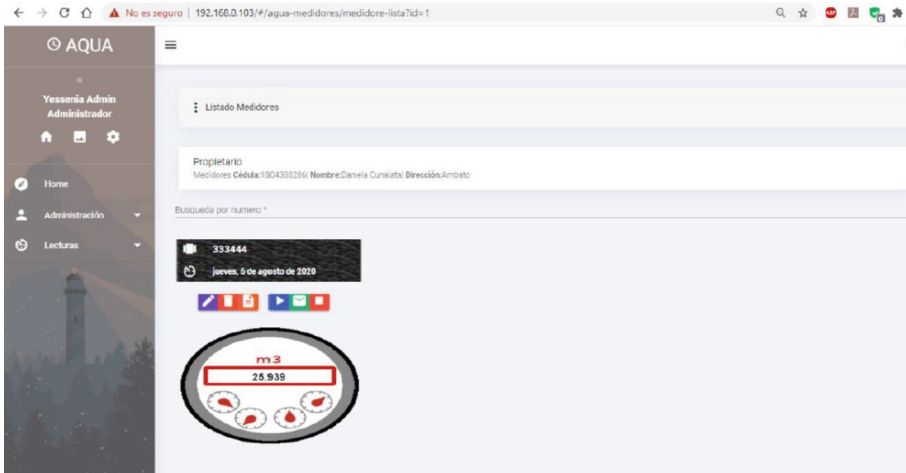 No es seguro | 192.168.0.103/#/agua-medidores/medidore-lista?id=1
AQUA
Yessenia Admin
Administrador
Home
Administración
Lecturas
Listado Medidores
Propietario
Medidores Cédula:1804388286| Nombre:Daniela Cunalata| Dirección:Ambato
Busqueda por numero *
333444
jueves, 6 de agosto de 2020
m3
25.939